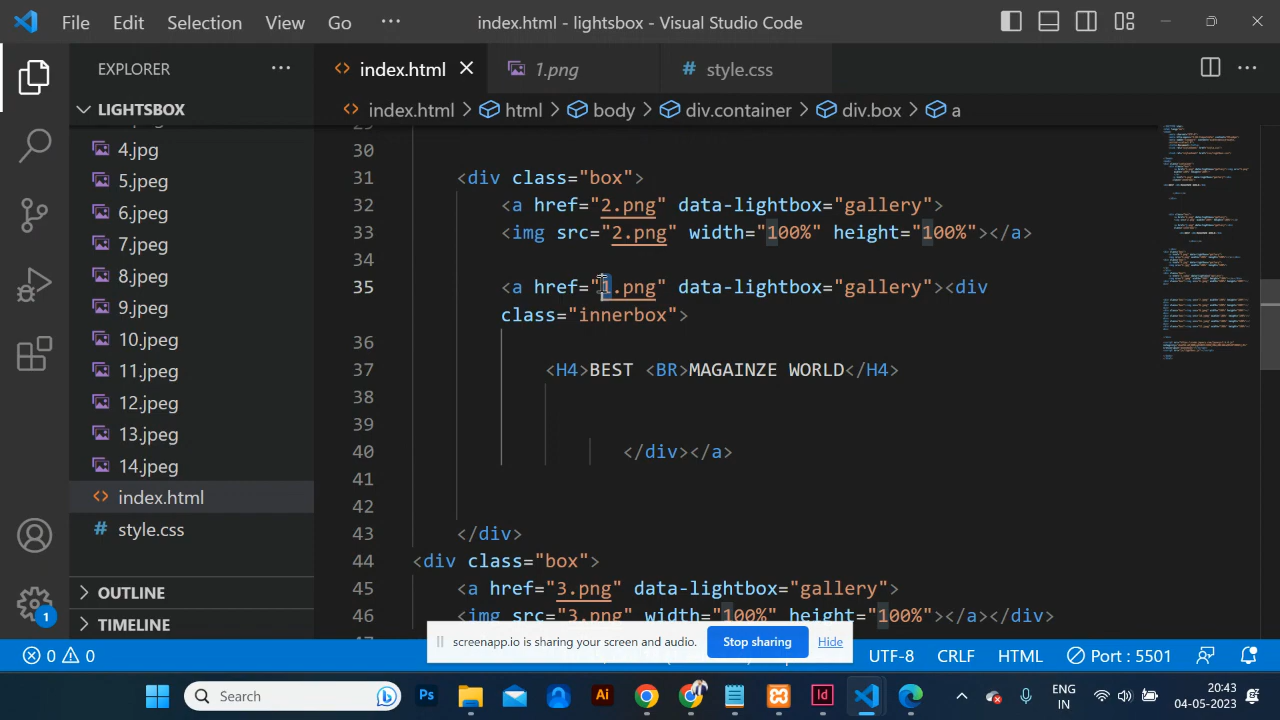 File Edit Selection View Go ··· index.html - lightsbox - Visual Studio Code
EXPLORER ··· index.html 1.png # style.css ···
LIGHTSBOX index.html > html > body > div.container > div.box > a
4.jpg
5.jpeg
6.jpeg
7.jpeg
8.jpeg
9.jpeg
10.jpeg
11.jpeg
12.jpeg
13.jpeg
14.jpeg
index.html
# style.css
OUTLINE
TIMELINE
29
30
31 <div class="box">
32 <a href="2.png" data-lightbox="gallery">
33 <img src="2.png" width="100%" height="100%"></a>
34
35 <a href="1.png" data-lightbox="gallery"><div
class="innerbox">
36
37 <H4>BEST <BR>MAGAINZE WORLD</H4>
38
39
40 </div></a>
41
42
43 </div>
44 <div class="box">
45 <a href="3.png" data-lightbox="gallery">
46 <img src="3.png" width="100%" height="100%"></a></div>
screenapp.io is sharing your screen and audio. Stop sharing Hide
1
0 0 UTF-8 CRLF HTML Port : 5501
Search Ps Ai Id ENG IN 20:43 04-05-2023